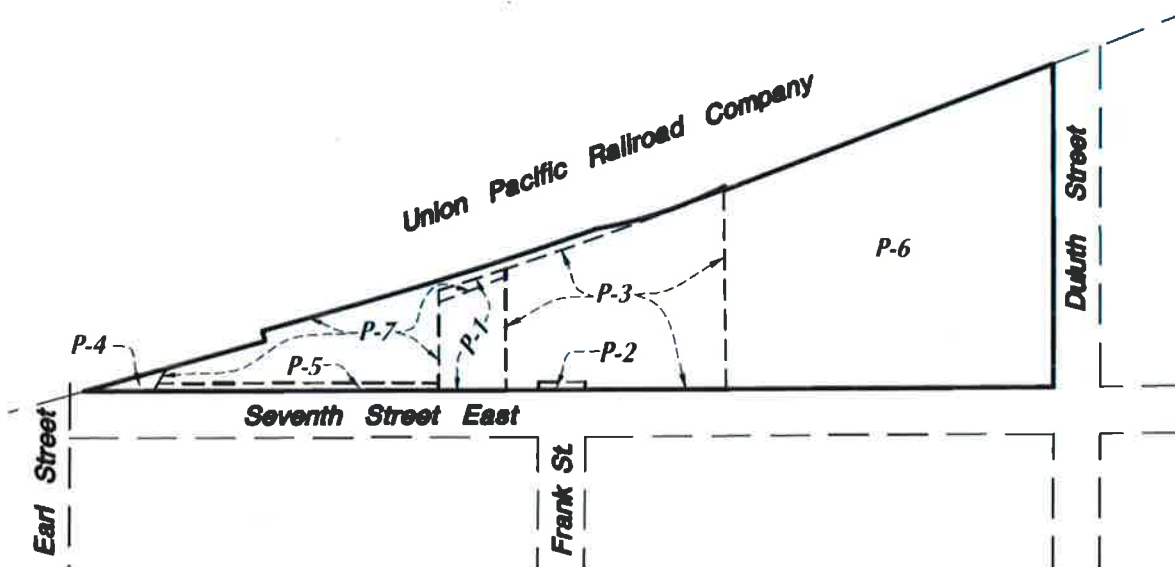 Union Pacific Railroad Company
Duluth Street
P-6
P-3
P-7
P-1
P-4
P-5
P-2
Seventh Street East
Earl Street
Frank St.